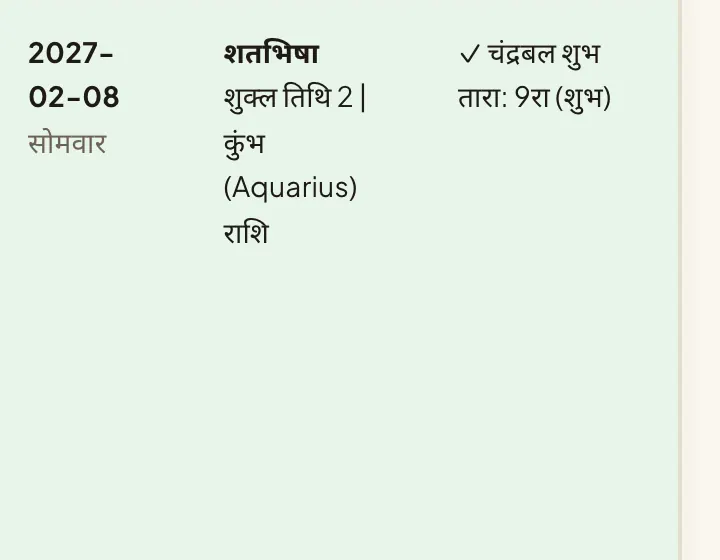 2027-
02-08
सोमवार
शतभिषा
शुक्ल तिथि 2 |
कुंभ
(Aquarius)
राशि
✓ चंद्रबल शुभ
तारा: 9रा (शुभ)